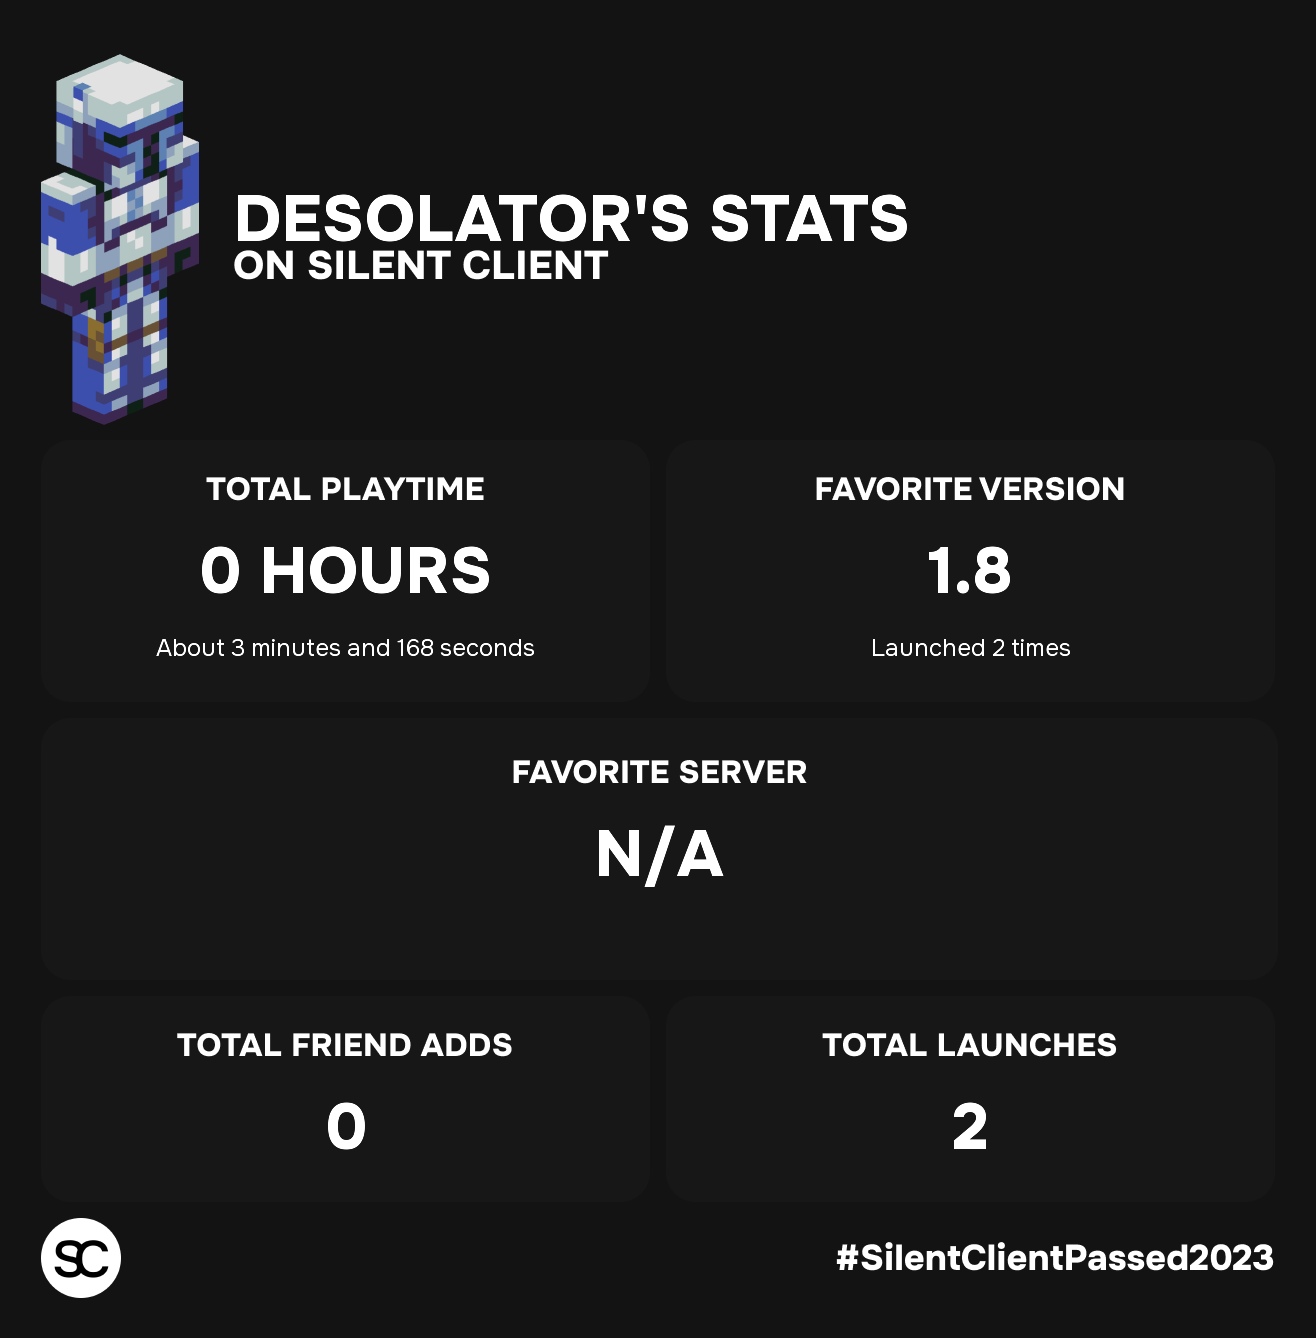 DESOLATOR'S STATS
ON SILENT CLIENT
TOTAL PLAYTIME
0 HOURS
About 3 minutes and 168 seconds
FAVORITE VERSION
1.8
Launched 2 times
FAVORITE SERVER
N/A
TOTAL FRIEND ADDS
0
TOTAL LAUNCHES
2
SC
#SilentClientPassed2023